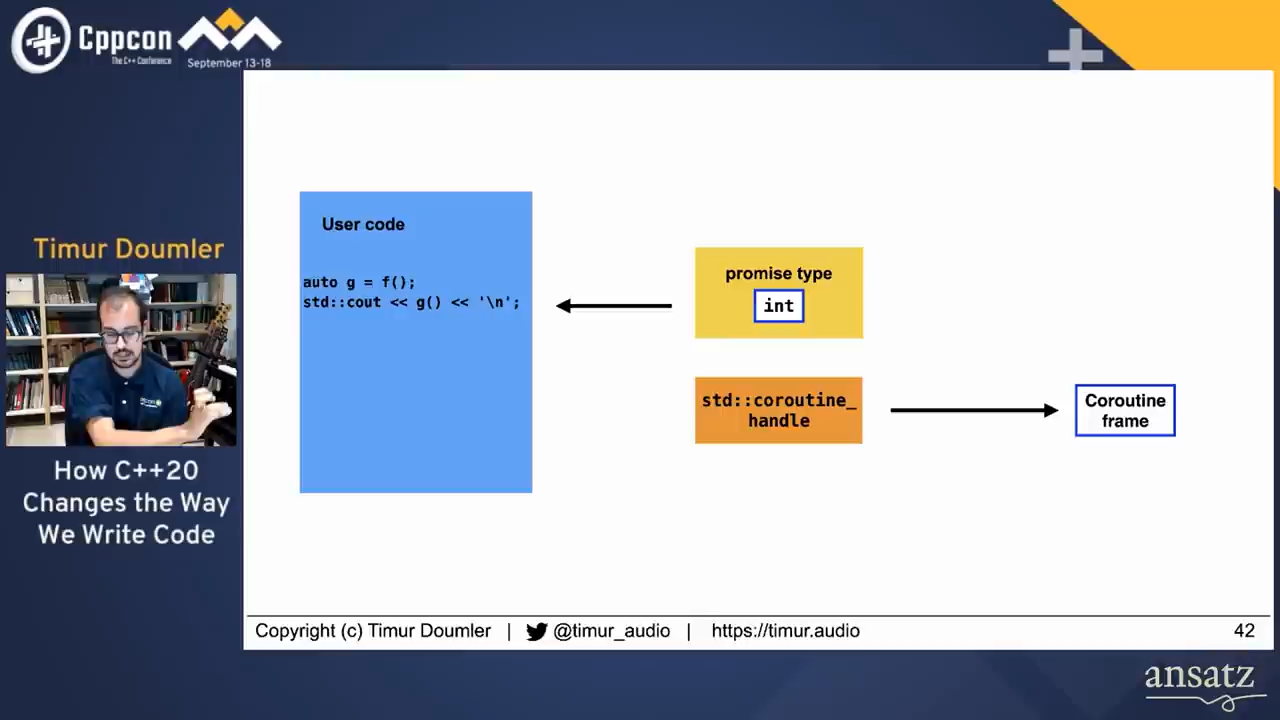 Cppcon
The C++ Conference
September 13-18
Timur Doumler
How C++20
Changes the Way
We Write Code
User code
auto g = f();
std::cout << g() << '\n';
promise type
int
std::coroutine_
handle
Coroutine
frame
Copyright (c) Timur Doumler | @timur_audio | https://timur.audio
42
ansatz